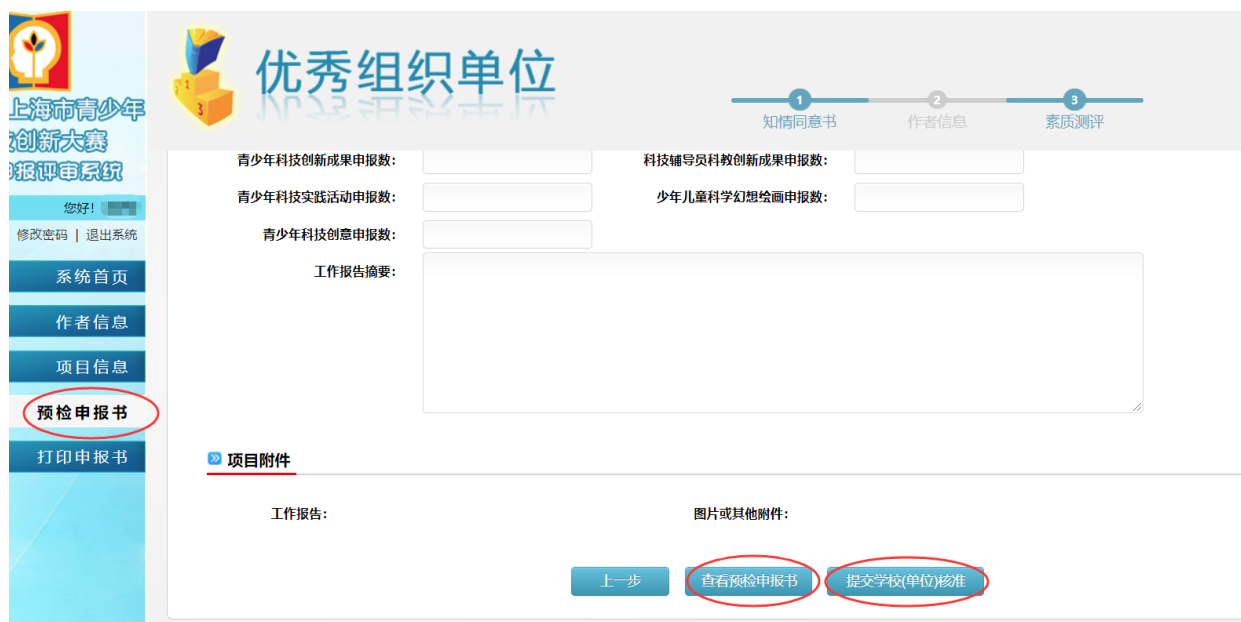 优秀组织单位
1
2
3
知情同意书
作者信息
素质测评
上海市青少年
创新大赛
报评审系统
您好!
修改密码 | 退出系统
系统首页
作者信息
项目信息
预检申报书
打印申报书
青少年科技创新成果申报数:
科技辅导员科教创新成果申报数:
青少年科技实践活动申报数:
少年儿童科学幻想绘画申报数:
青少年科技创意申报数:
工作报告摘要:
项目附件
工作报告:
图片或其他附件:
上一步
查看预检申报书
提交学校(单位)核准